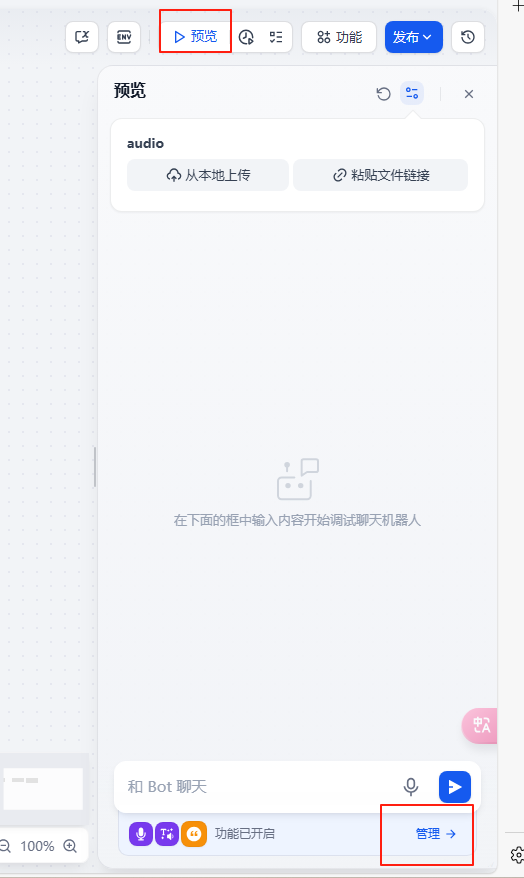 ENV
预览
功能
发布
预览
audio
从本地上传
粘贴文件链接
在下面的框中输入内容开始调试聊天机器人
中A
和 Bot 聊天
功能已开启
管理
100%